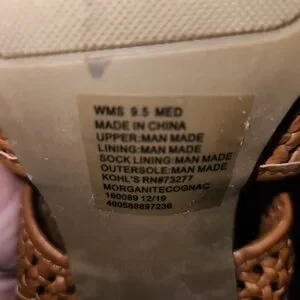 WMS 9.5 MED
MADE IN CHINA
UPPER:MAN MADE
LINING:MAN MADE
SOCK LINING:MAN MADE
OUTERSOLE:MAN MADE
KOHL'S RN#73277
MORGANITECOGNAC
160089 12/19
400588897236